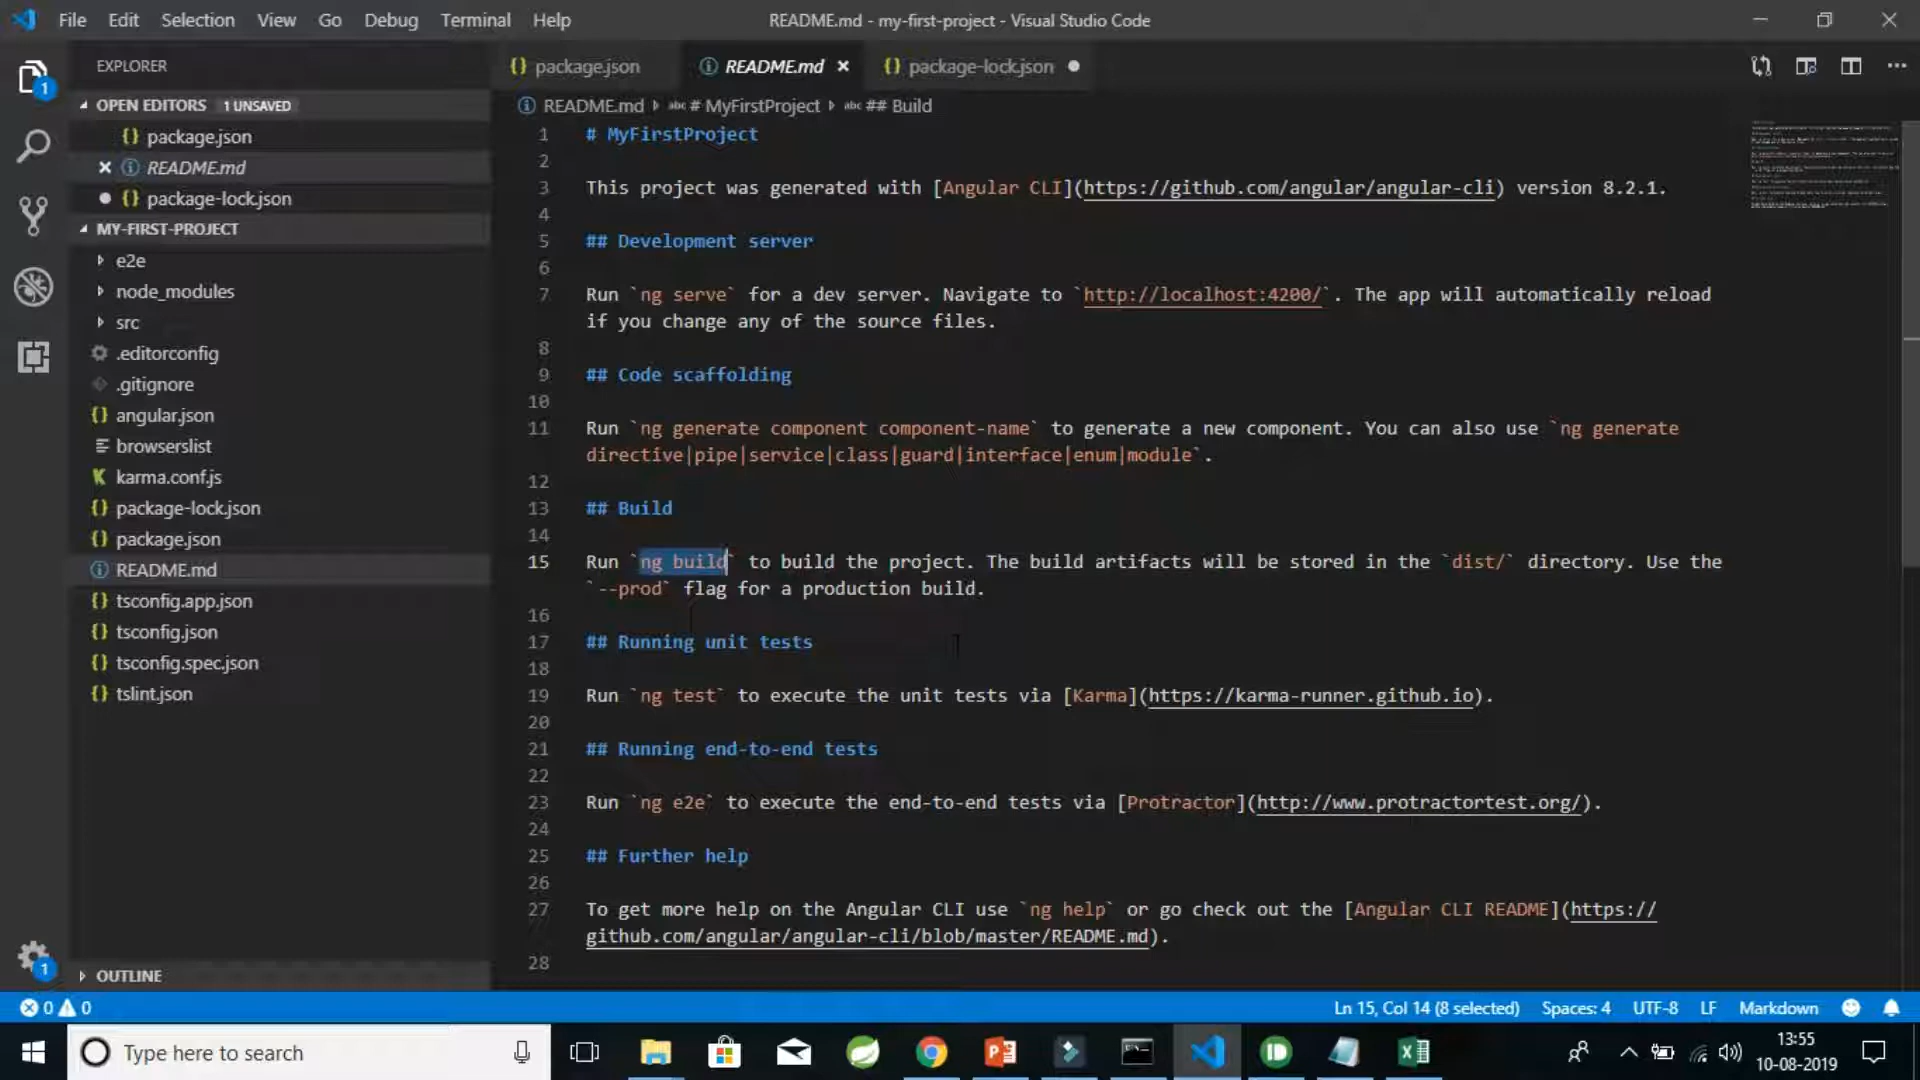 File Edit Selection View Go Debug Terminal Help
README.md - my-first-project - Visual Studio Code
EXPLORER
OPEN EDITORS 1 UNSAVED
package.json
README.md
package-lock.json
MY-FIRST-PROJECT
e2e
node_modules
src
.editorconfig
.gitignore
angular.json
browserslist
karma.conf.js
package-lock.json
package.json
README.md
tsconfig.app.json
tsconfig.json
tsconfig.spec.json
tslint.json
OUTLINE
1
1
package.json README.md package-lock.json
README.md # MyFirstProject ## Build
1 # MyFirstProject
2
3 This project was generated with [Angular CLI](https://github.com/angular/angular-cli) version 8.2.1.
4
5 ## Development server
6
7 Run `ng serve` for a dev server. Navigate to `http://localhost:4200/`. The app will automatically reload
if you change any of the source files.
8
9 ## Code scaffolding
10
11 Run `ng generate component component-name` to generate a new component. You can also use `ng generate
directive|pipe|service|class|guard|interface|enum|module`.
12
13 ## Build
14
15 Run `ng build` to build the project. The build artifacts will be stored in the `dist/` directory. Use the
`--prod` flag for a production build.
16
17 ## Running unit tests
18
19 Run `ng test` to execute the unit tests via [Karma](https://karma-runner.github.io).
20
21 ## Running end-to-end tests
22
23 Run `ng e2e` to execute the end-to-end tests via [Protractor](http://www.protractortest.org/).
24
25 ## Further help
26
27 To get more help on the Angular CLI use `ng help` or go check out the [Angular CLI README](https://
github.com/angular/angular-cli/blob/master/README.md).
28
0 0 Ln 15, Col 14 (8 selected) Spaces: 4 UTF-8 LF Markdown
Type here to search
13:55
10-08-2019